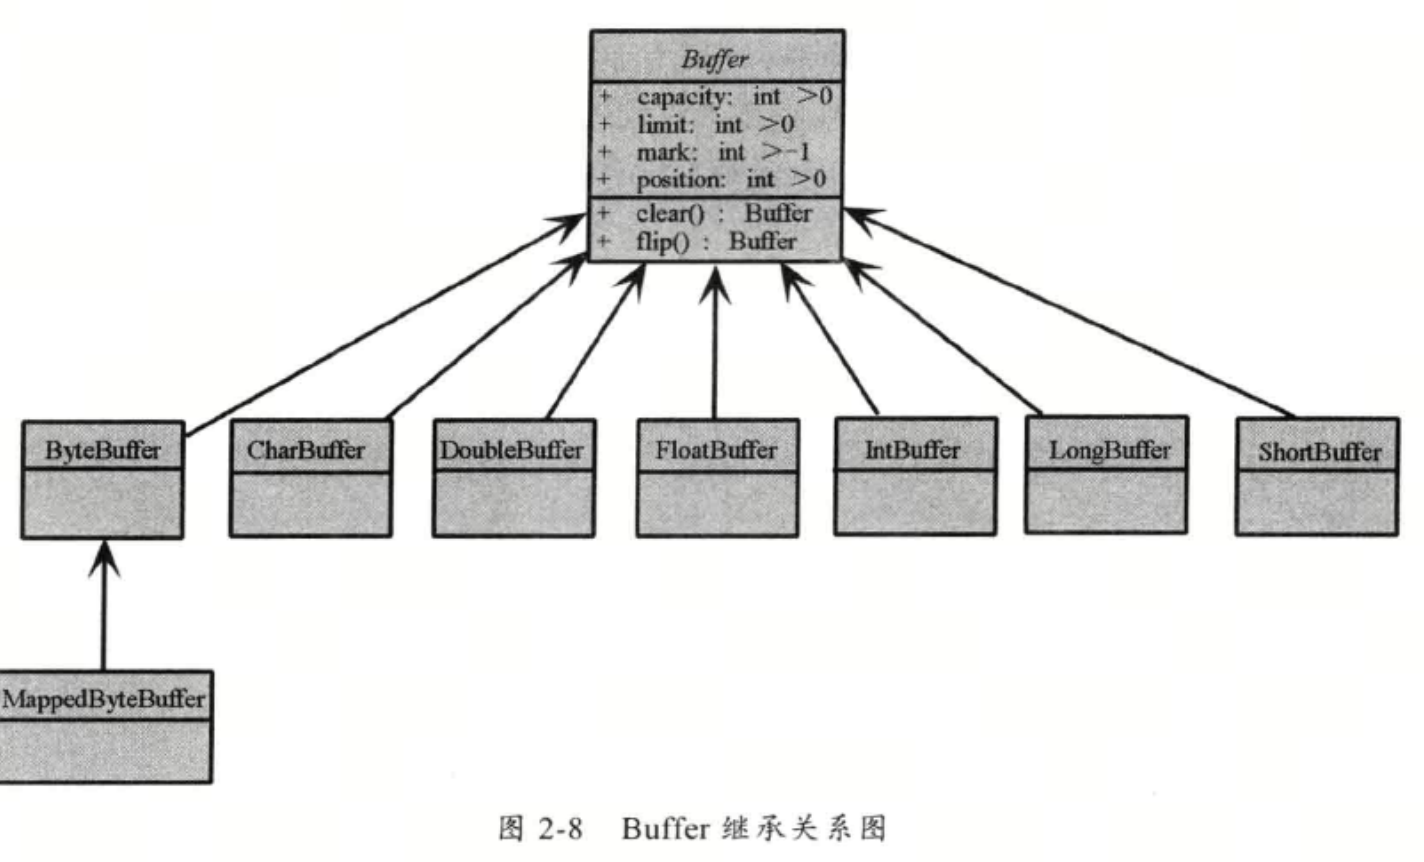 Buffer
+ capacity: int >0
+ limit: int >0
+ mark: int >-1
+ position: int >0
+ clear() : Buffer
+ flip() : Buffer
ByteBuffer
CharBuffer
DoubleBuffer
FloatBuffer
IntBuffer
LongBuffer
ShortBuffer
MappedByteBuffer
图 2-8 Buffer 继承关系图